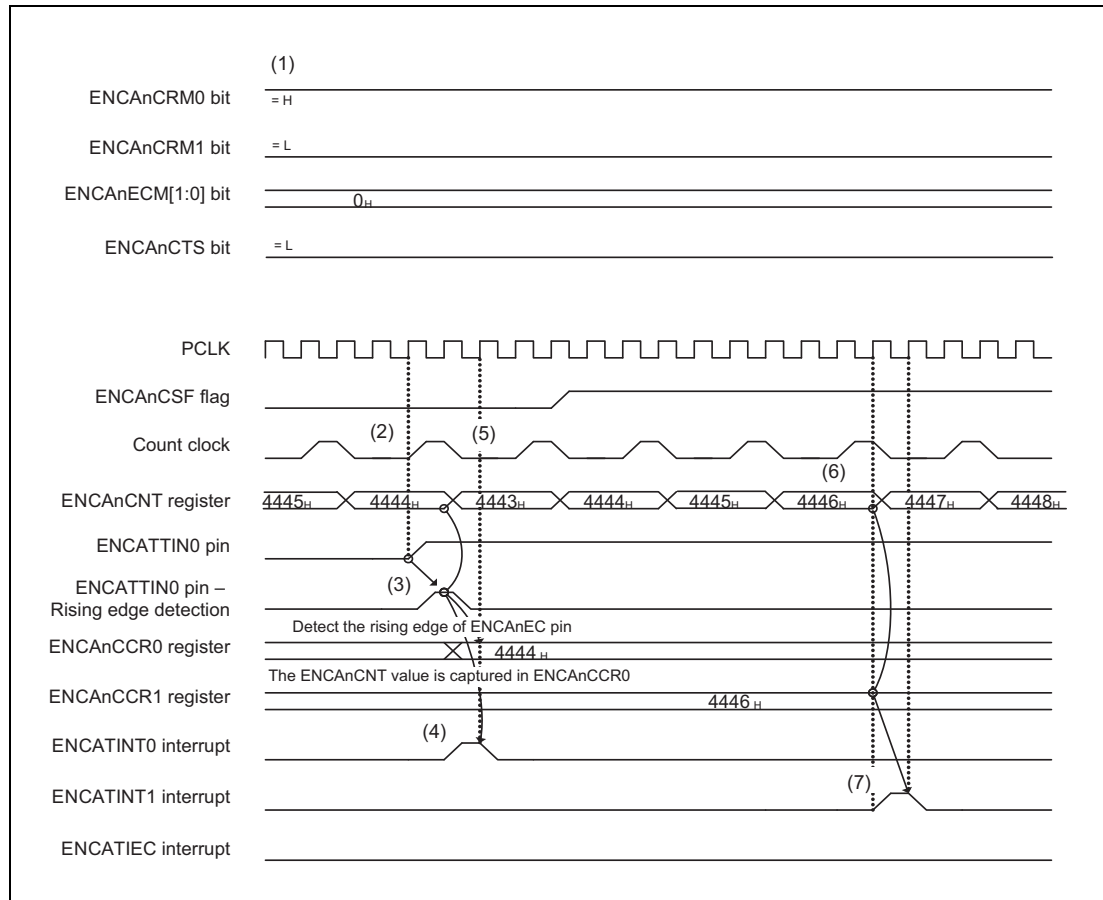 (1)
ENCAnCRM0 bit = H
ENCAnCRM1 bit = L
ENCAnECM[1:0] bit 0H
ENCAnCTS bit = L
PCLK
ENCAnCSF flag
(2) (5)
Count clock
(6)
ENCAnCNT register 4445H 4444H 4443H 4444H 4445H 4446H 4447H 4448H
ENCATTIN0 pin
(3)
ENCATTIN0 pin –
Rising edge detection
Detect the rising edge of ENCAnEC pin
ENCAnCCR0 register 4444 H
The ENCAnCNT value is captured in ENCAnCCR0
ENCAnCCR1 register 4446 H
(4)
ENCATINT0 interrupt
(7)
ENCATINT1 interrupt
ENCATIEC interrupt